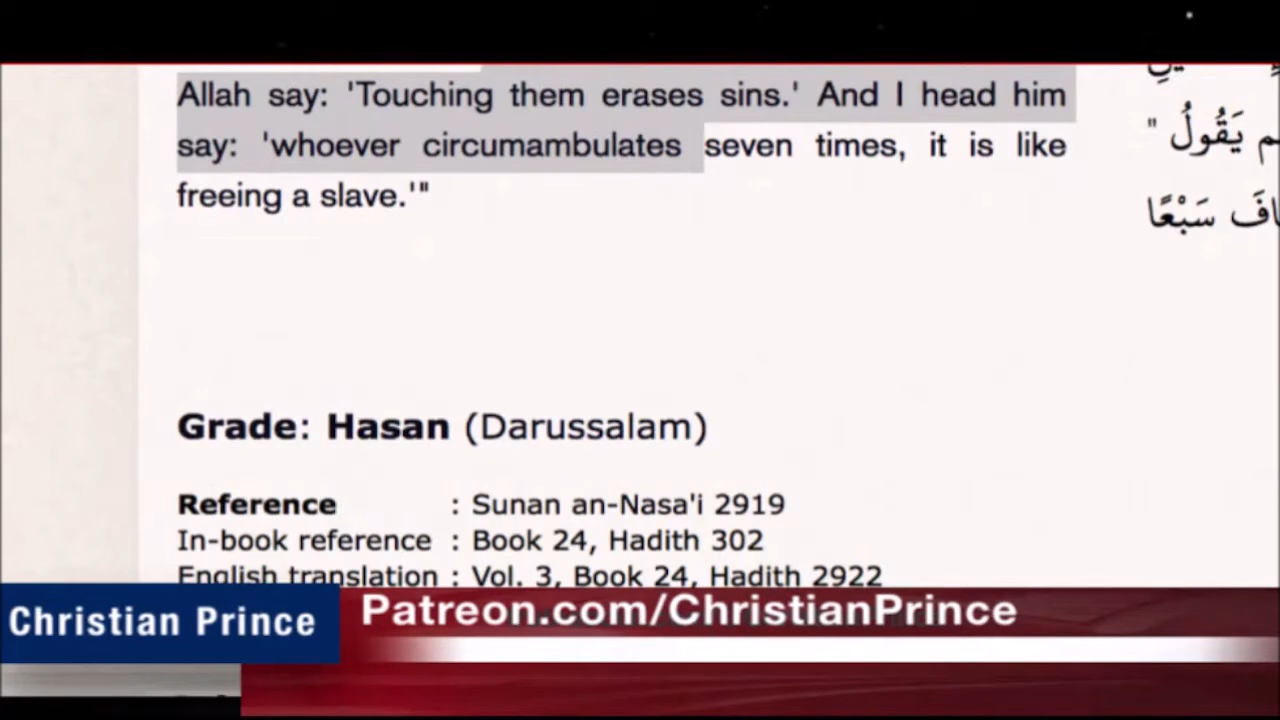 Allah say: 'Touching them erases sins.' And I head him
say: 'whoever circumambulates seven times, it is like
freeing a slave.'"
م يَقُولُ "
افَ سَبْعًا
Grade: Hasan (Darussalam)
Reference : Sunan an-Nasa'i 2919
In-book reference : Book 24, Hadith 302
English translation : Vol. 3, Book 24, Hadith 2922
Christian Prince
Patreon.com/ChristianPrince